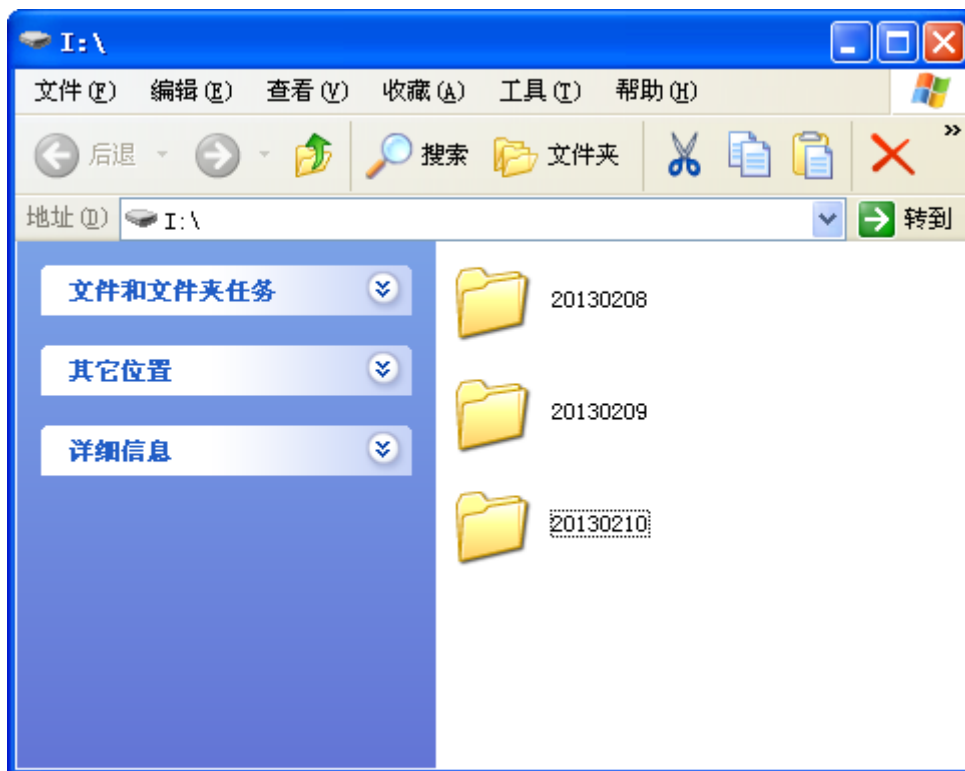 I:\
文件(F) 编辑(E) 查看(V) 收藏(A) 工具(T) 帮助(H)
后退 搜索 文件夹 »
地址(D) I:\ 转到
文件和文件夹任务
其它位置
详细信息
20130208
20130209
20130210